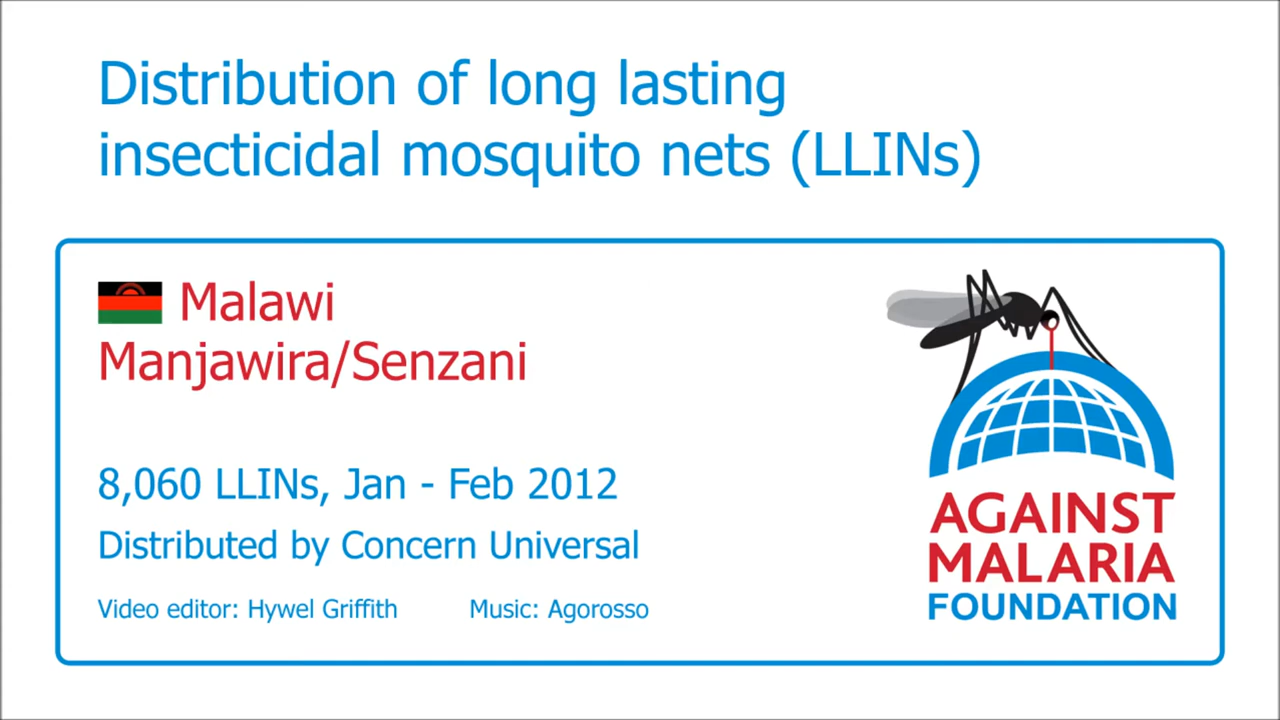 Distribution of long lasting
insecticidal mosquito nets (LLINs)
Malawi
Manjawira/Senzani
8,060 LLINs, Jan - Feb 2012
Distributed by Concern Universal
Video editor: Hywel Griffith Music: Agorosso
AGAINST
MALARIA
FOUNDATION